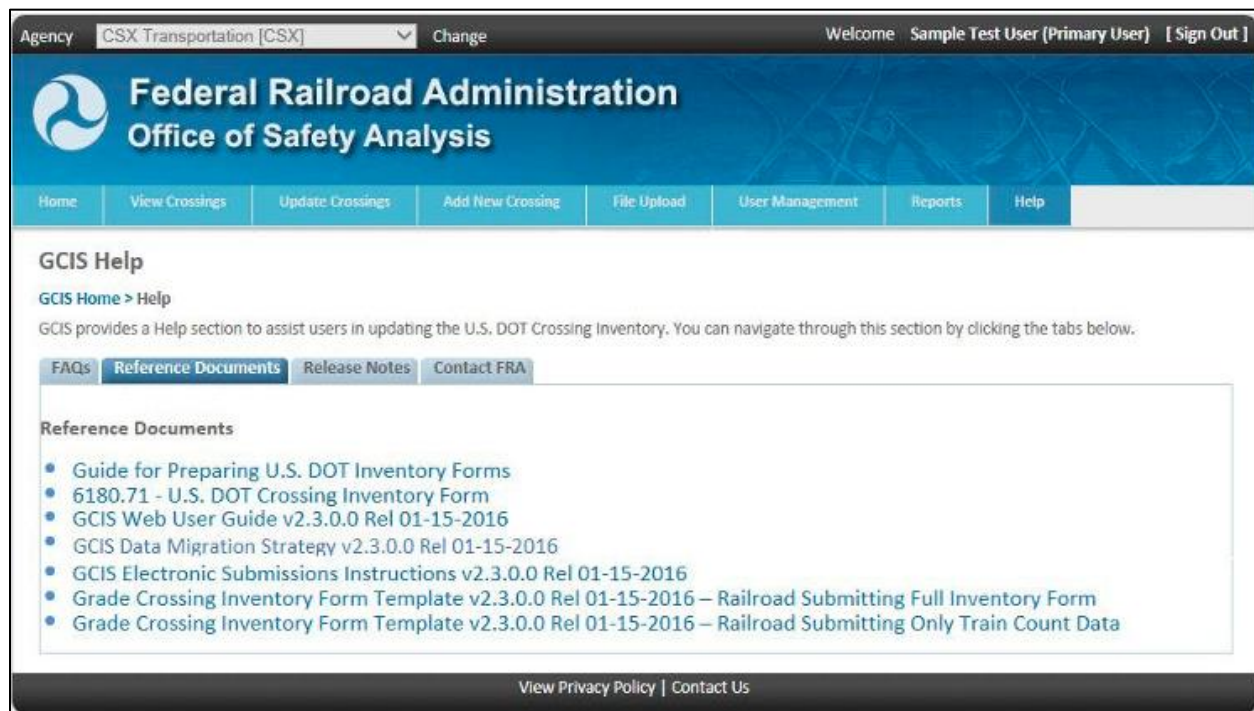 Agency CSX Transportation [CSX] Change Welcome Sample Test User (Primary User) [ Sign Out ]
Federal Railroad Administration
Office of Safety Analysis
Home View Crossings Update Crossings Add New Crossing File Upload User Management Reports Help
GCIS Help
GCIS Home > Help
GCIS provides a Help section to assist users in updating the U.S. DOT Crossing Inventory. You can navigate through this section by clicking the tabs below.
FAQs Reference Documents Release Notes Contact FRA
Reference Documents
• Guide for Preparing U.S. DOT Inventory Forms
• 6180.71 - U.S. DOT Crossing Inventory Form
• GCIS Web User Guide v2.3.0.0 Rel 01-15-2016
• GCIS Data Migration Strategy v2.3.0.0 Rel 01-15-2016
• GCIS Electronic Submissions Instructions v2.3.0.0 Rel 01-15-2016
• Grade Crossing Inventory Form Template v2.3.0.0 Rel 01-15-2016 – Railroad Submitting Full Inventory Form
• Grade Crossing Inventory Form Template v2.3.0.0 Rel 01-15-2016 – Railroad Submitting Only Train Count Data
View Privacy Policy | Contact Us